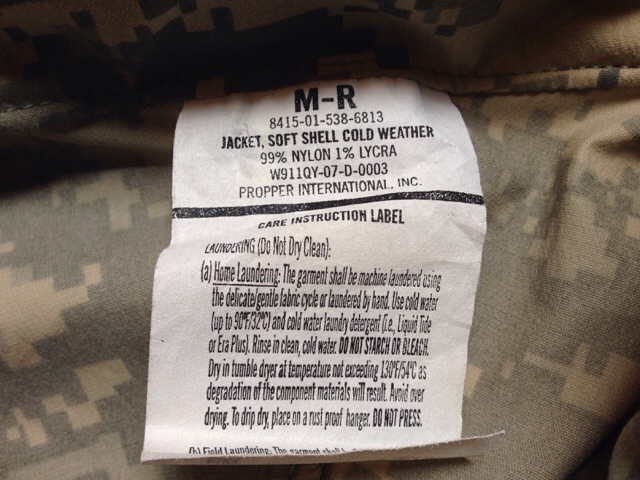 M-R
8415-01-538-6813
JACKET, SOFT SHELL COLD WEATHER
99% NYLON 1% LYCRA
W911QY-07-D-0003
PROPPER INTERNATIONAL, INC.
CARE INSTRUCTION LABEL
LAUNDERING (Do Not Dry Clean):
(a) Home Laundering: The garment shall be machine laundered using
the delicate/gentle fabric cycle or laundered by hand. Use cold water
(up to 90°F/32°C) and cold water laundry detergent (i.e., Liquid Tide
or Era Plus). Rinse in clean, cold water. DO NOT STARCH OR BLEACH.
Dry in tumble dryer at temperature not exceeding 130°F/54°C as
degradation of the component materials will result. Avoid over
drying. To drip dry, place on a rust proof hanger. DO NOT PRESS.
(b) Field Laundering: The garment shall